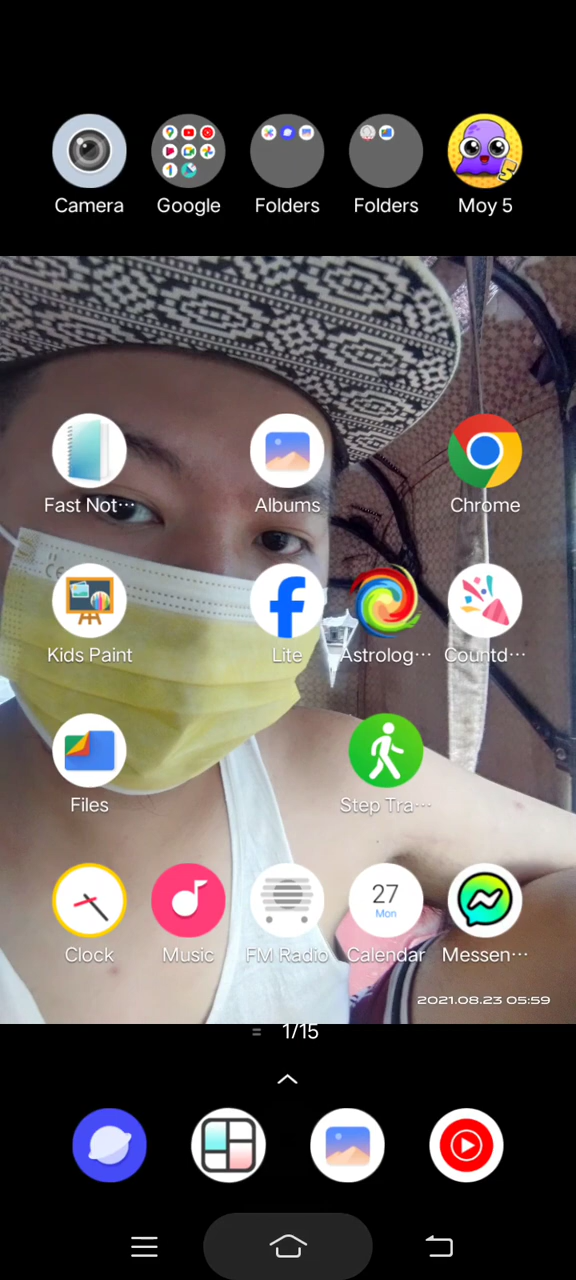 Camera
Google
Folders
Folders
Moy 5
Fast Not···
Albums
Chrome
Kids Paint
Lite
Astrolog···
Countd···
Files
Step Tra···
27
Mon
Clock
Music
FM Radio
Calendar
Messen···
2021.08.23 05:59
1/15